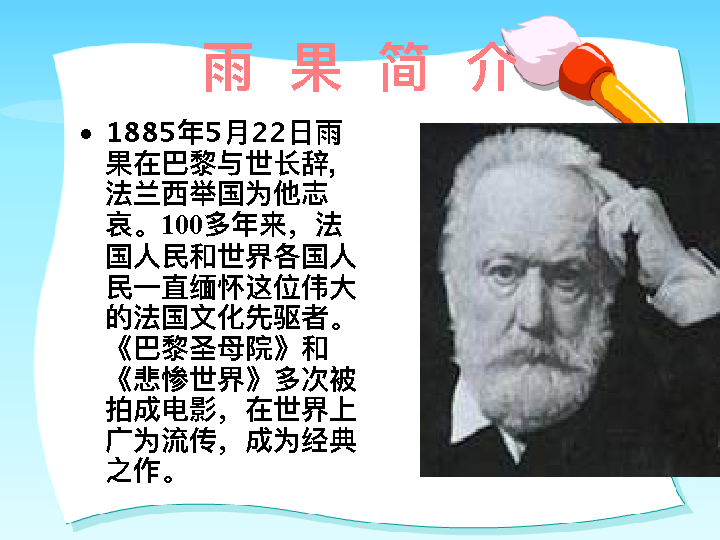 雨 果 简 介
• 1885年5月22日雨
果在巴黎与世长辞,
法兰西举国为他志
哀。100多年来，法
国人民和世界各国人
民一直缅怀这位伟大
的法国文化先驱者。
《巴黎圣母院》和
《悲惨世界》多次被
拍成电影，在世界上
广为流传，成为经典
之作。